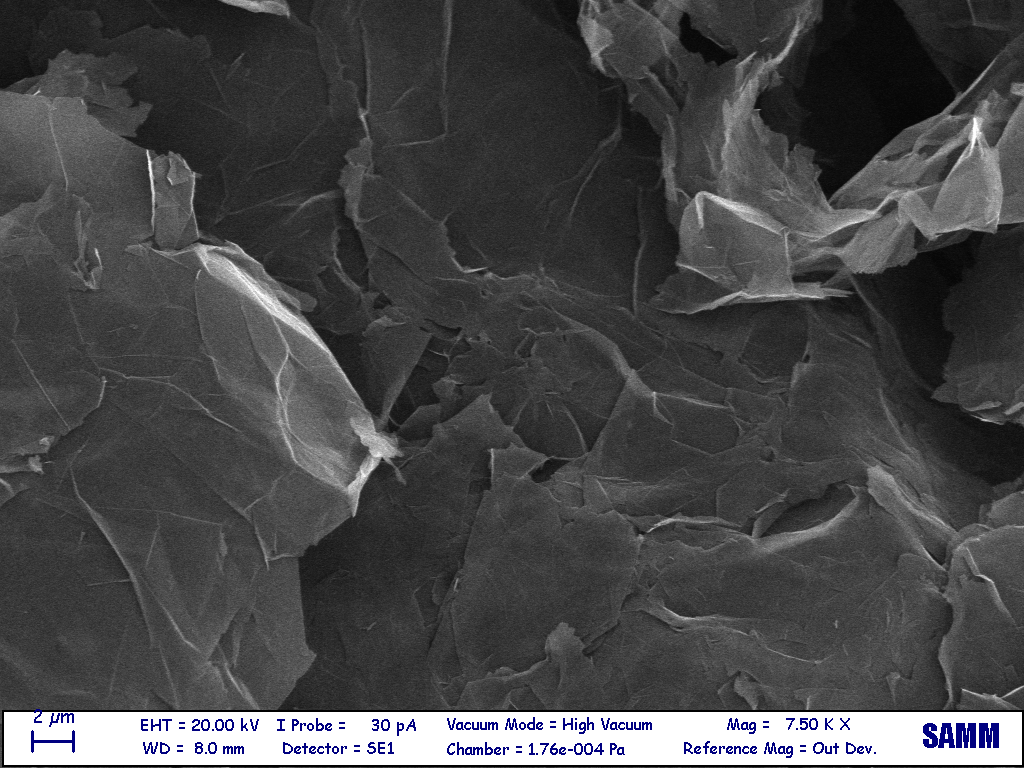 2 µm
EHT = 20.00 kV I Probe = 30 pA Vacuum Mode = High Vacuum Mag = 7.50 K X
WD = 8.0 mm Detector = SE1 Chamber = 1.76e-004 Pa Reference Mag = Out Dev.
SAMM